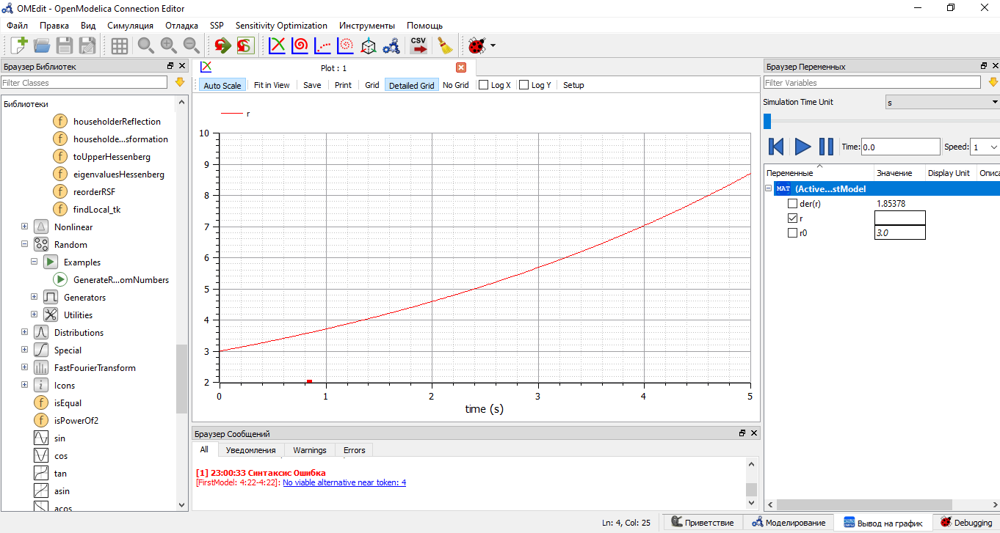 OMEdit - OpenModelica Connection Editor
Файл Правка Вид Симуляция Отладка SSP Sensitivity Optimization Инструменты Помощь
CSV
Браузер Библиотек
Filter Classes
Библиотеки
householderReflection
householde...sformation
toUpperHessenberg
eigenvaluesHessenberg
reorderRSF
findLocal_tk
Nonlinear
Random
Examples
GenerateR...omNumbers
Generators
Utilities
Distributions
Special
FastFourierTransform
Icons
isEqual
isPowerOf2
sin
cos
tan
asin
acos
Plot : 1
Auto Scale Fit in View Save Print Grid Detailed Grid No Grid Log X Log Y Setup
r
10
9
8
7
6
5
4
3
2
0 1 2 3 4 5
time (s)
Браузер Сообщений
All Уведомления Warnings Errors
[1] 23:00:33 Синтаксис Ошибка
[FirstModel: 4:22-4:22]: No viable alternative near token: 4
Браузер Переменных
Filter Variables
Simulation Time Unit s
Time: 0.0 Speed: 1
Переменные Значение Display Unit Описа
MAT (Active...stModel
der(r) 1.85378
r
r0 3.0
Ln: 4, Col: 25 Приветствие Моделирование Вывод на график Debugging